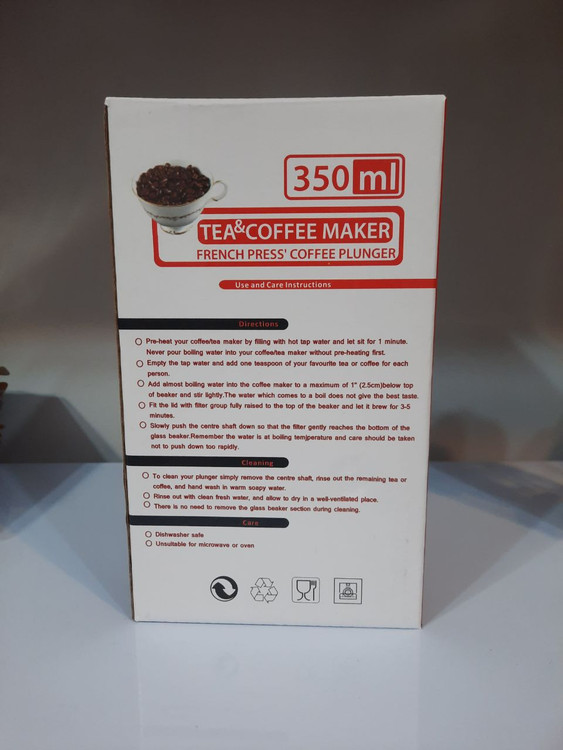 350 ml
TEA&COFFEE MAKER
FRENCH PRESS' COFFEE PLUNGER
Use and Care Instructions
Directions
Pre-heat your coffee/tea maker by filling with hot tap water and let sit for 1 minute.
Never pour boiling water into your coffee/tea maker without pre-heating first.
Empty the tap water and add one teaspoon of your favourite tea or coffee for each
person.
Add almost boiling water into the coffee maker to a maximum of 1" (2.5cm)below top
of beaker and stir lightly.The water which comes to a boil does not give the best taste.
Fit the lid with filter group fully raised to the top of the beaker and let it brew for 3-5
minutes.
Slowly push the centre shaft down so that the filter gently reaches the bottom of the
glass beaker.Remember the water is at boiling temjperature and care should be taken
not to push down too rapidly.
Cleaning
To clean your plunger simply remove the centre shaft, rinse out the remaining tea or
coffee, and hand wash in warm soapy water.
Rinse out with clean fresh water, and allow to dry in a well-ventilated place.
There is no need to remove the glass beaker section during cleaning.
Care
Dishwasher safe
Unsuitable for microwave or oven